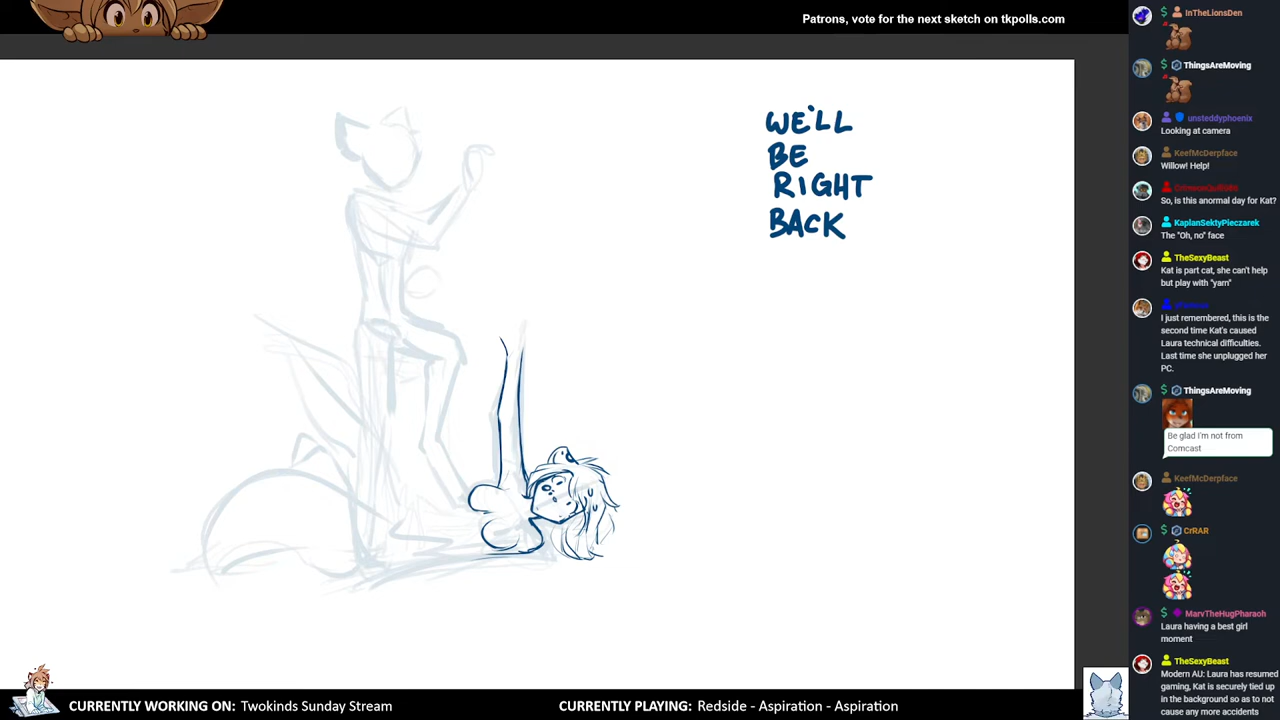 Patrons, vote for the next sketch on tkpolls.com
WE'LL
BE
RIGHT
BACK
InTheLionsDen
ThingsAreMoving
unsteddyphoenix
Looking at camera
KeefMcDerpface
Willow! Help!
So, is this anormal day for Kat?
KaplanSektyPieczarek
The "Oh, no" face
TheSexyBeast
Kat is part cat, she can't help
but play with "yarn"
I just remembered, this is the
second time Kat's caused
Laura technical difficulties.
Last time she unplugged her
PC.
ThingsAreMoving
Be glad I'm not from
Comcast
KeefMcDerpface
CrRAR
MarvTheHugPharaoh
Laura having a best girl
moment
TheSexyBeast
Modern AU: Laura has resumed
gaming, Kat is securely tied up
in the background so as to not
cause any more accidents
CURRENTLY WORKING ON: Twokinds Sunday Stream
CURRENTLY PLAYING: Redside - Aspiration - Aspiration